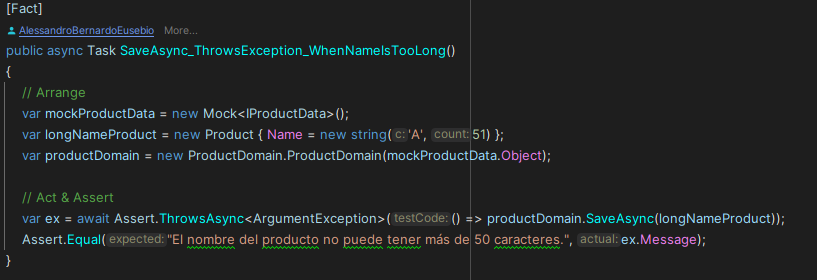 [Fact]
AlessandroBernardoEusebio More...
public async Task SaveAsync_ThrowsException_WhenNameIsTooLong()
{
// Arrange
var mockProductData = new Mock<IProductData>();
var longNameProduct = new Product { Name = new string(c:'A', count:51) };
var productDomain = new ProductDomain.ProductDomain(mockProductData.Object);
// Act & Assert
var ex = await Assert.ThrowsAsync<ArgumentException>(testCode:() => productDomain.SaveAsync(longNameProduct));
Assert.Equal(expected:"El nombre del producto no puede tener más de 50 caracteres.", actual:ex.Message);
}